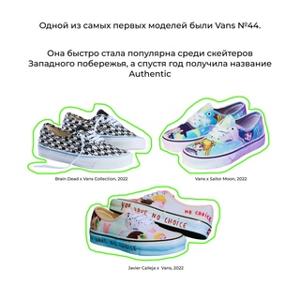 Одной из самых первых моделей были Vans №44.
Она быстро стала популярна среди скейтеров
Западного побережья, а спустя год получила название
Authentic
Brain Dead x Vans Collection, 2022
Vans x Sailor Moon, 2022
YOU HAVE NO CHOICE
NO CHOICE
NO CHOICE
Javier Calleja x Vans, 2022